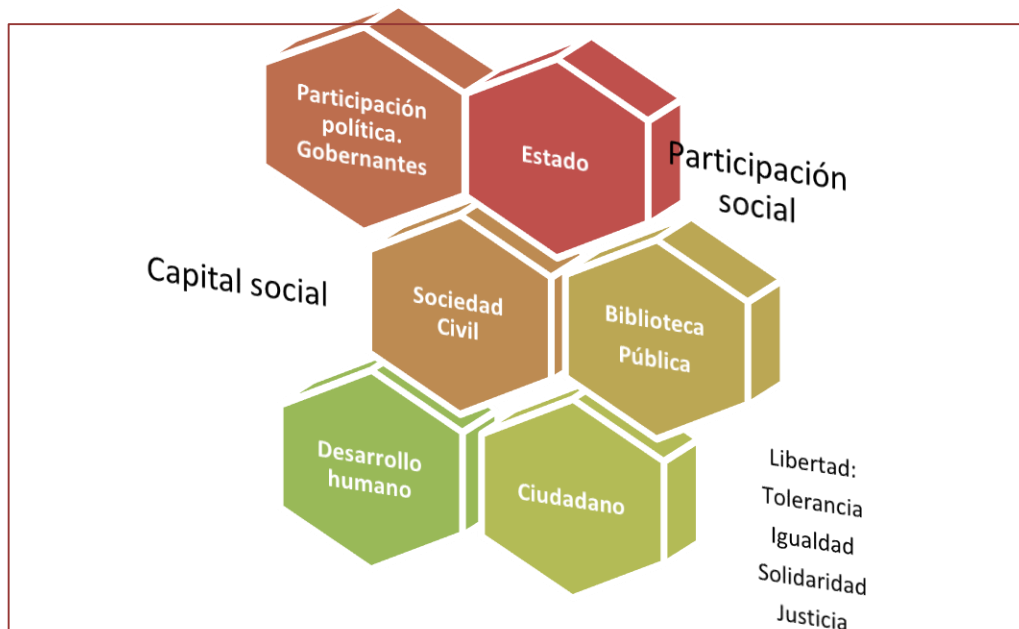 Participación
política.
Gobernantes
Estado
Participación
social
Capital social
Sociedad
Civil
Biblioteca
Pública
Desarrollo
humano
Ciudadano
Libertad:
Tolerancia
Igualdad
Solidaridad
Justicia